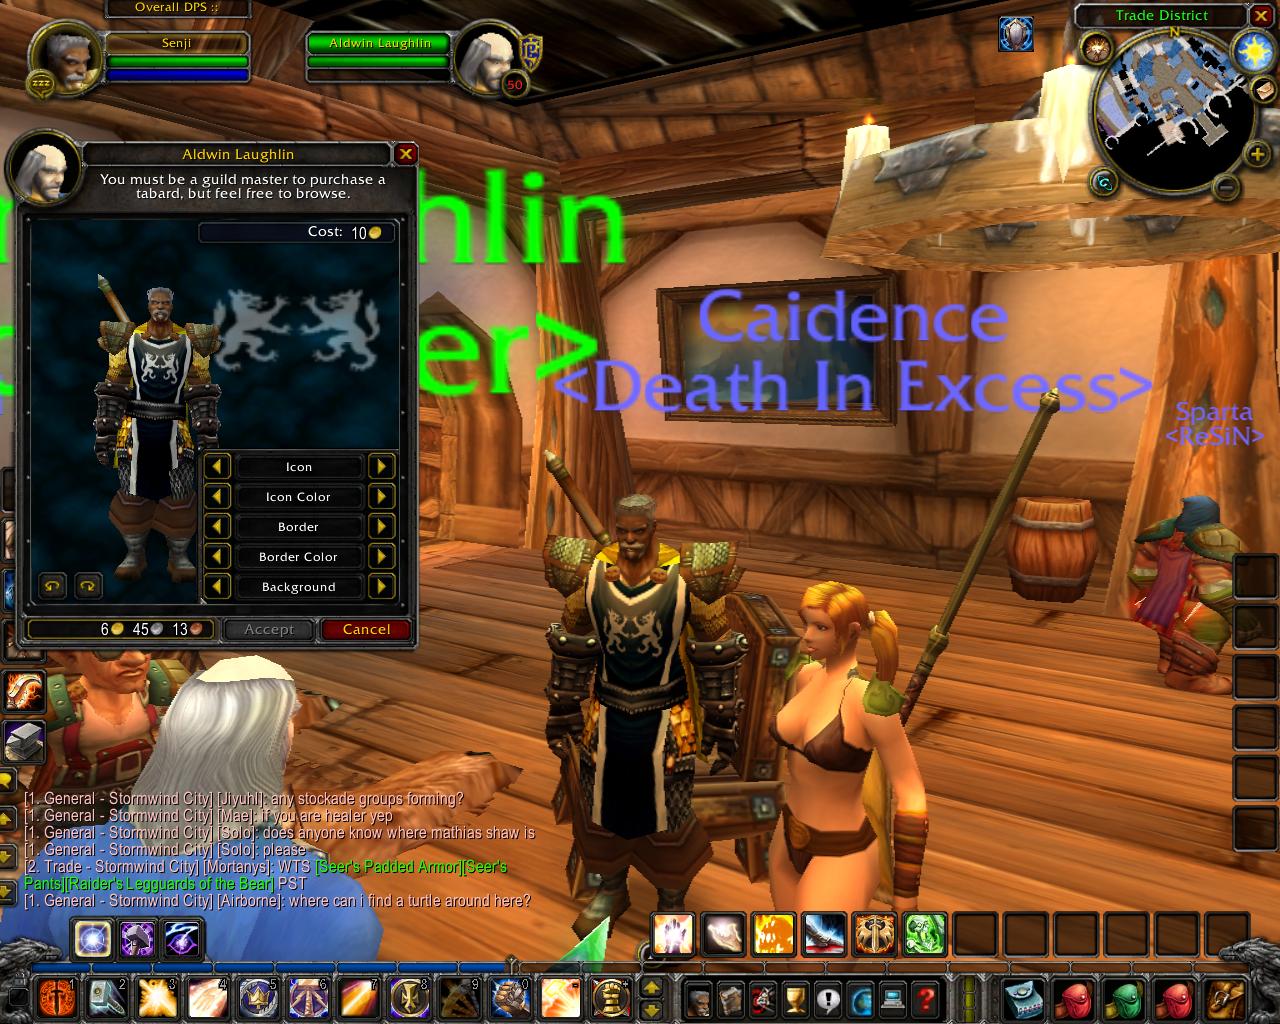 Overall DPS ::
Senji
zzz
Aldwin Laughlin
50
Trade District
N
Aldwin Laughlin
You must be a guild master to purchase a
tabard, but feel free to browse.
Cost: 10
hlin
er>
Caidence
<Death In Excess>
Sparta
<ReSiN>
Icon
Icon Color
Border
Border Color
Background
6 45 13
Accept
Cancel
[1. General - Stormwind City] [Jiyuhl]: any stockade groups forming?
[1. General - Stormwind City] [Mae]: if you are healer yep
[1. General - Stormwind City] [Solo]: does anyone know where mathias shaw is
[1. General - Stormwind City] [Solo]: please
[2. Trade - Stormwind City] [Mortanys]: WTS [Seer's Padded Armor][Seer's
Pants][Raider's Legguards of the Bear] PST
[1. General - Stormwind City] [Airborne]: where can i find a turtle around here?
1 2 3 4 5 6 7 8 9 0 - +